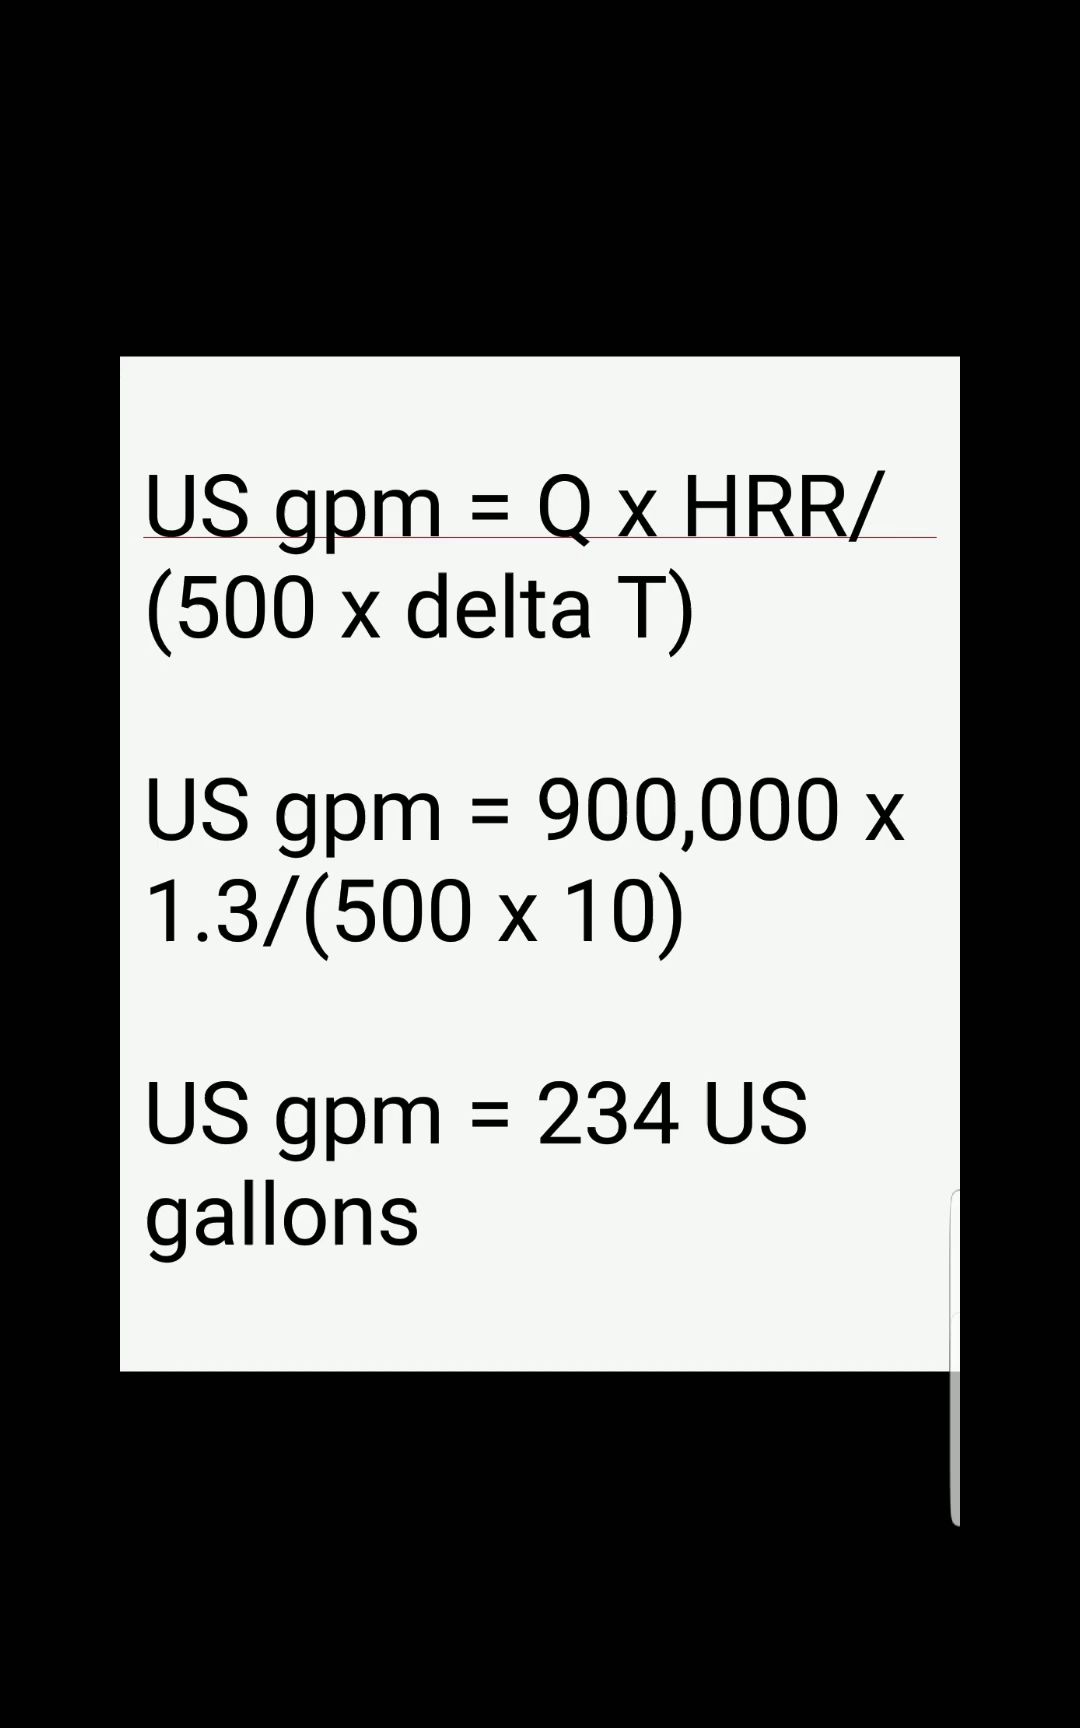 US gpm = Q x HRR/
(500 x delta T)
US gpm = 900,000 x
1.3/(500 x 10)
US gpm = 234 US
gallons